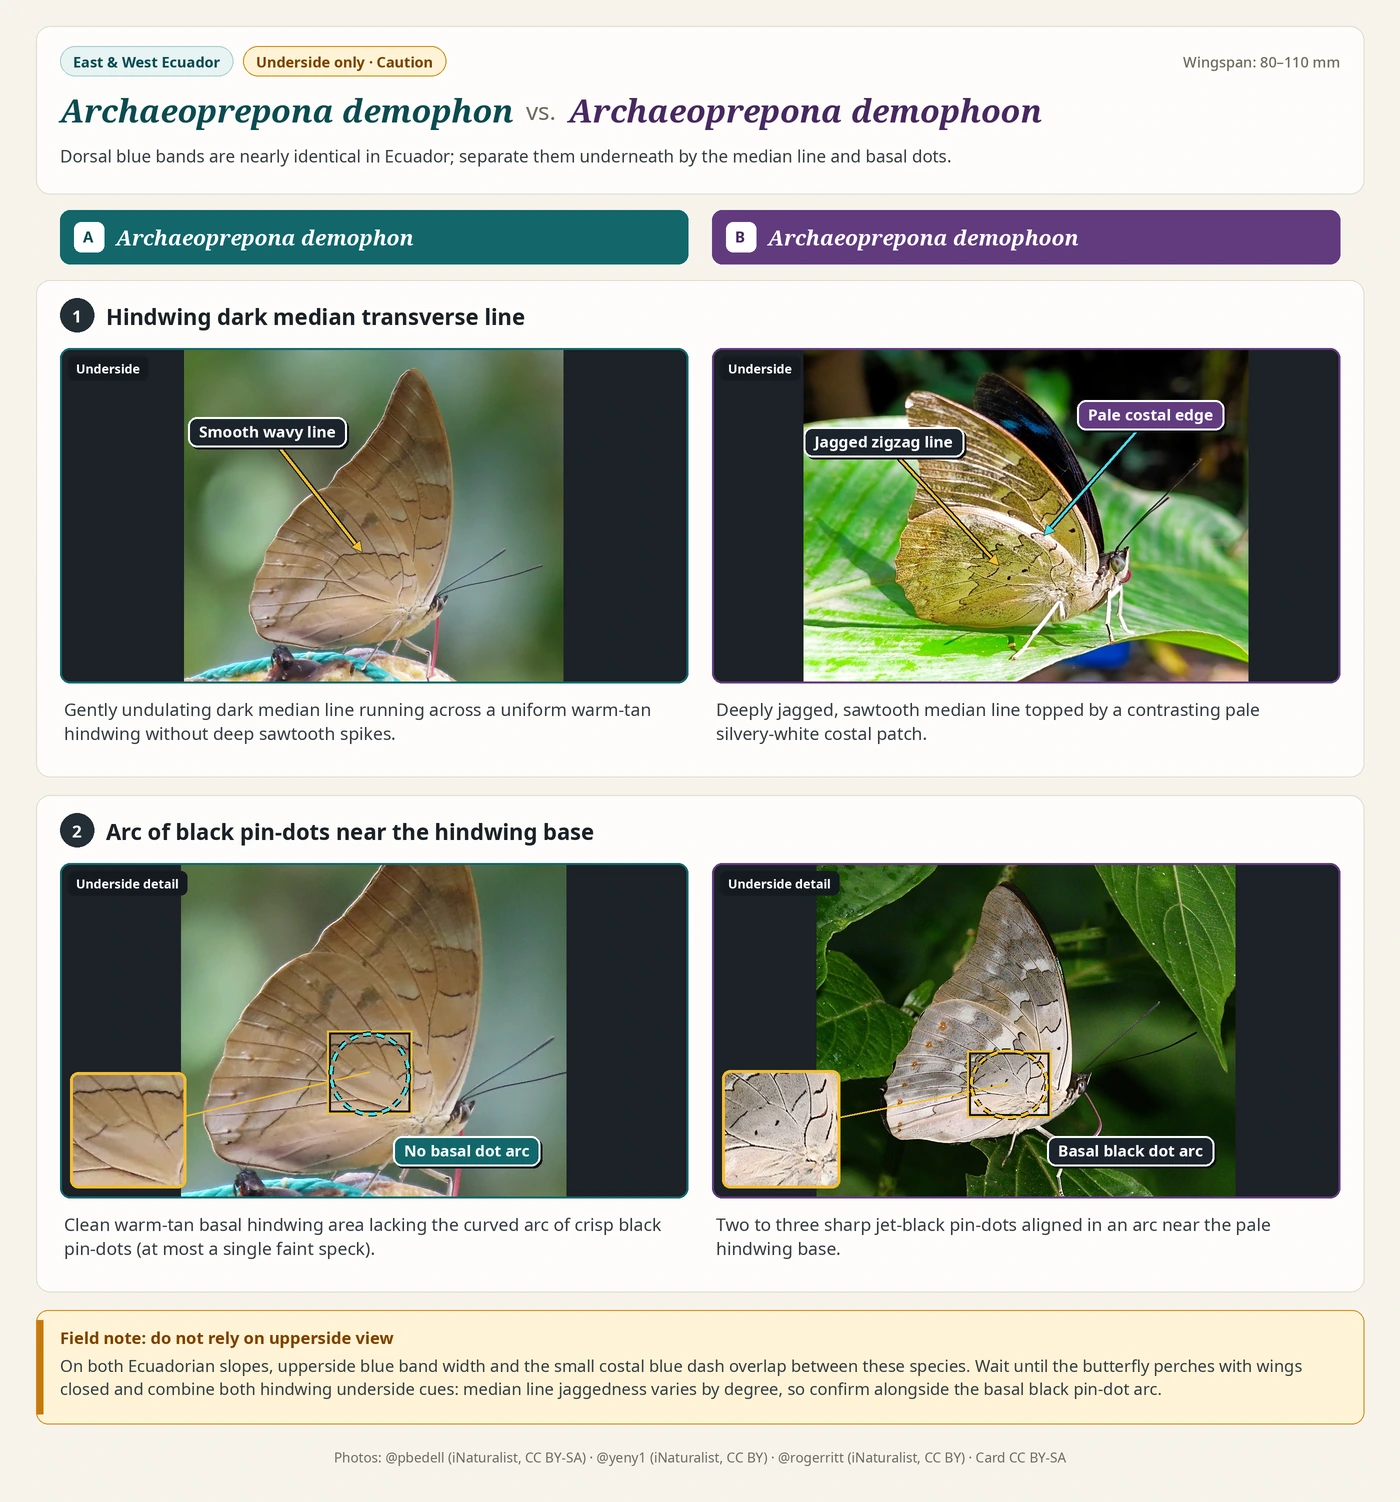 East & West Ecuador
Underside only · Caution
Wingspan: 80–110 mm
Archaeoprepona demophon vs. Archaeoprepona demophoon
Dorsal blue bands are nearly identical in Ecuador; separate them underneath by the median line and basal dots.
A Archaeoprepona demophon
B Archaeoprepona demophoon
1 Hindwing dark median transverse line
Underside
Smooth wavy line
Underside
Pale costal edge
Jagged zigzag line
Gently undulating dark median line running across a uniform warm-tan
hindwing without deep sawtooth spikes.
Deeply jagged, sawtooth median line topped by a contrasting pale
silvery-white costal patch.
2 Arc of black pin-dots near the hindwing base
Underside detail
No basal dot arc
Underside detail
Basal black dot arc
Clean warm-tan basal hindwing area lacking the curved arc of crisp black
pin-dots (at most a single faint speck).
Two to three sharp jet-black pin-dots aligned in an arc near the pale
hindwing base.
Field note: do not rely on upperside view
On both Ecuadorian slopes, upperside blue band width and the small costal blue dash overlap between these species. Wait until the butterfly perches with wings
closed and combine both hindwing underside cues: median line jaggedness varies by degree, so confirm alongside the basal black pin-dot arc.
Photos: @pbedell (iNaturalist, CC BY-SA) · @yeny1 (iNaturalist, CC BY) · @rogerritt (iNaturalist, CC BY) · Card CC BY-SA